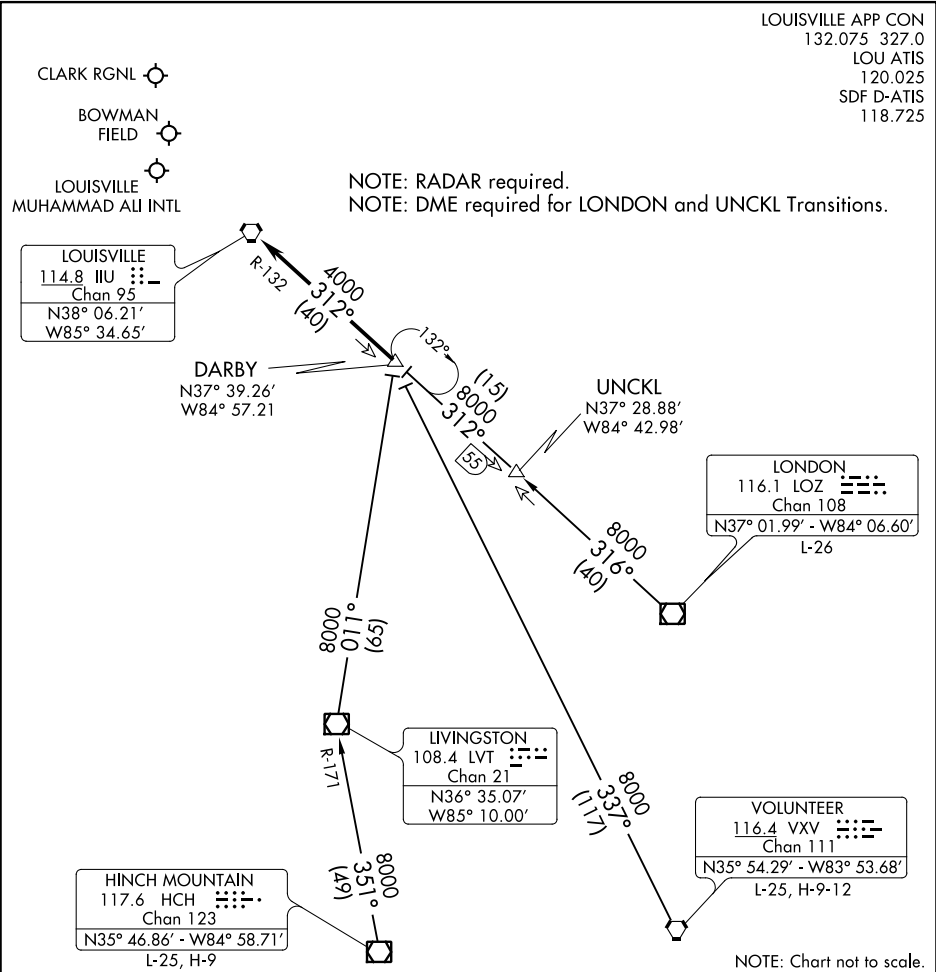 LOUISVILLE APP CON
132.075 327.0
LOU ATIS
120.025
SDF D-ATIS
118.725
CLARK RGNL
BOWMAN
FIELD
LOUISVILLE
MUHAMMAD ALI INTL
NOTE: RADAR required.
NOTE: DME required for LONDON and UNCKL Transitions.
LOUISVILLE
114.8 IIU
Chan 95
N38° 06.21'
W85° 34.65'
R-132
4000
312°
(40)
DARBY
N37° 39.26'
W84° 57.21
132°
(15)
8000
312°
55
UNCKL
N37° 28.88'
W84° 42.98'
LONDON
116.1 LOZ
Chan 108
N37° 01.99' - W84° 06.60'
L-26
8000
316°
(40)
8000
011°
(65)
LIVINGSTON
108.4 LVT
Chan 21
N36° 35.07'
W85° 10.00'
R-171
8000
337°
(117)
VOLUNTEER
116.4 VXV
Chan 111
N35° 54.29' - W83° 53.68'
L-25, H-9-12
8000
351°
(49)
HINCH MOUNTAIN
117.6 HCH
Chan 123
N35° 46.86' - W84° 58.71'
L-25, H-9
NOTE: Chart not to scale.